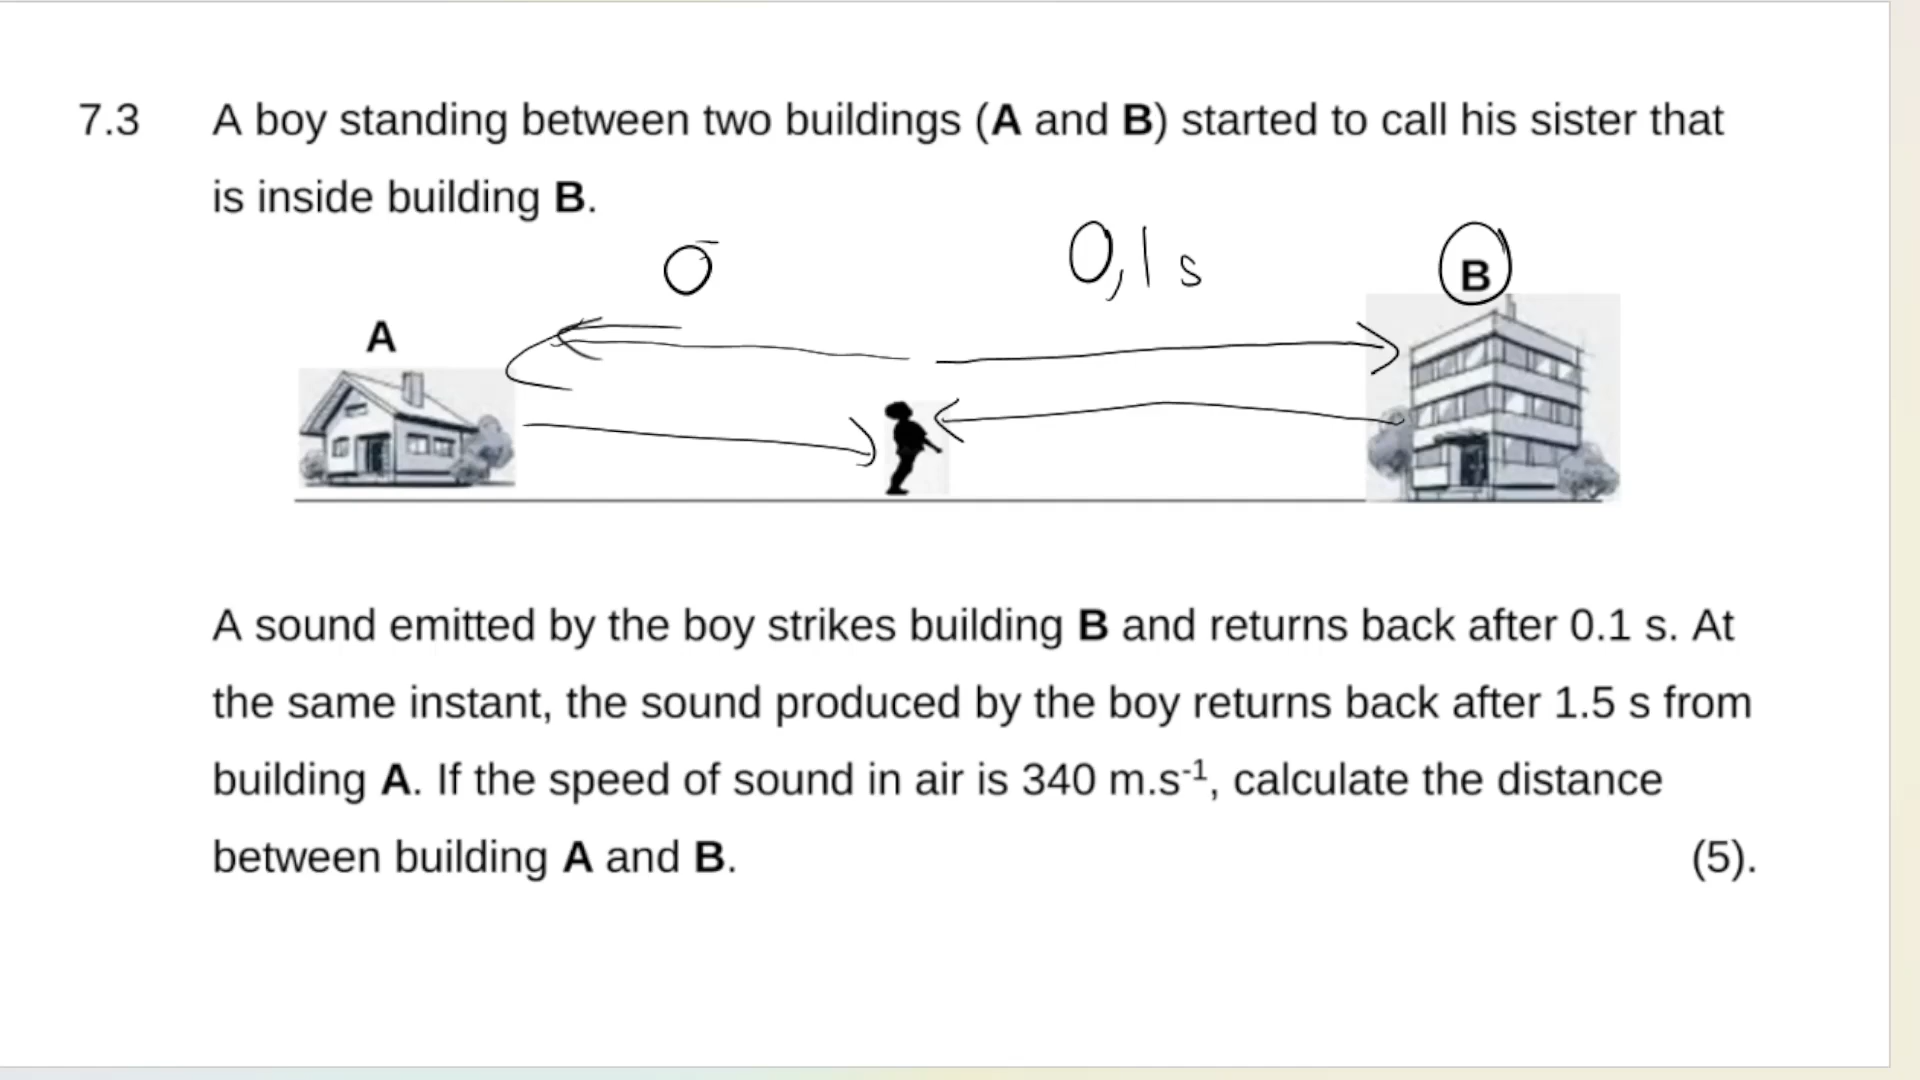 7.3 A boy standing between two buildings (A and B) started to call his sister that
is inside building B.
0 0,1 s B
A
A sound emitted by the boy strikes building B and returns back after 0.1 s. At
the same instant, the sound produced by the boy returns back after 1.5 s from
building A. If the speed of sound in air is 340 m.s⁻¹, calculate the distance
between building A and B. (5).